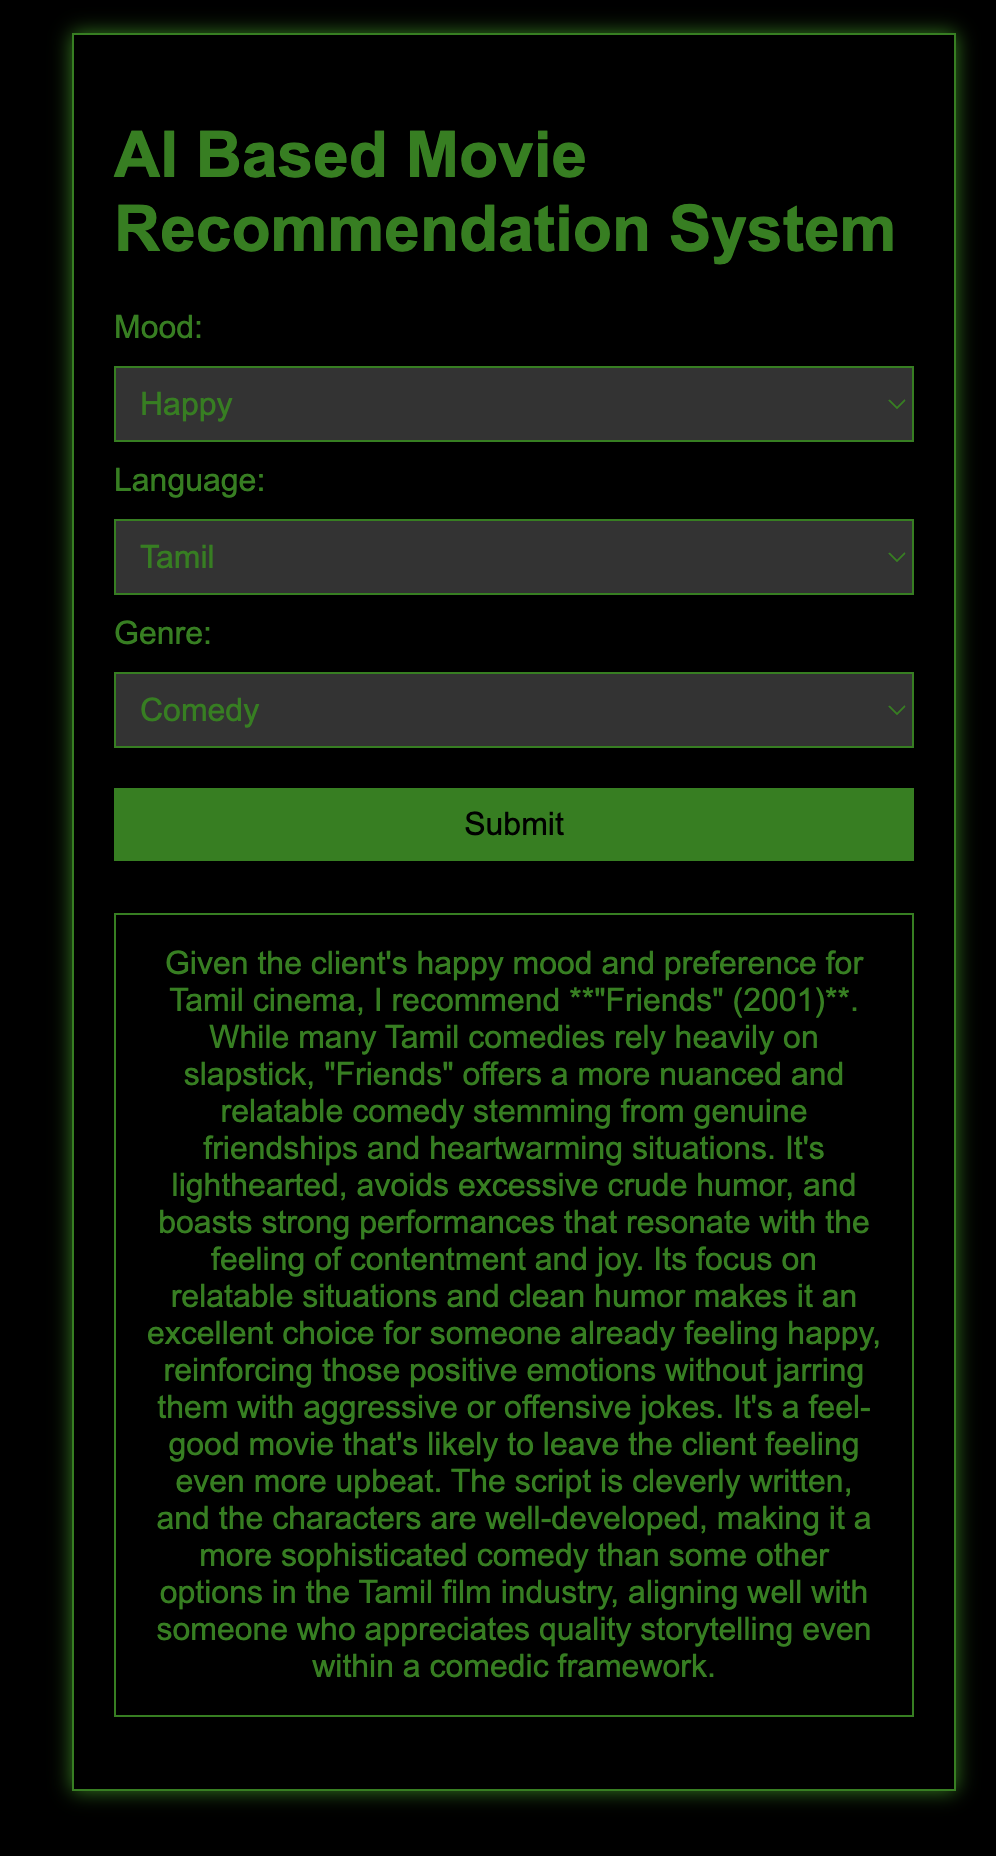 AI Based Movie
Recommendation System
Mood:
Happy
Language:
Tamil
Genre:
Comedy
Submit
Given the client's happy mood and preference for
Tamil cinema, I recommend **"Friends" (2001)**.
While many Tamil comedies rely heavily on
slapstick, "Friends" offers a more nuanced and
relatable comedy stemming from genuine
friendships and heartwarming situations. It's
lighthearted, avoids excessive crude humor, and
boasts strong performances that resonate with the
feeling of contentment and joy. Its focus on
relatable situations and clean humor makes it an
excellent choice for someone already feeling happy,
reinforcing those positive emotions without jarring
them with aggressive or offensive jokes. It's a feel-
good movie that's likely to leave the client feeling
even more upbeat. The script is cleverly written,
and the characters are well-developed, making it a
more sophisticated comedy than some other
options in the Tamil film industry, aligning well with
someone who appreciates quality storytelling even
within a comedic framework.